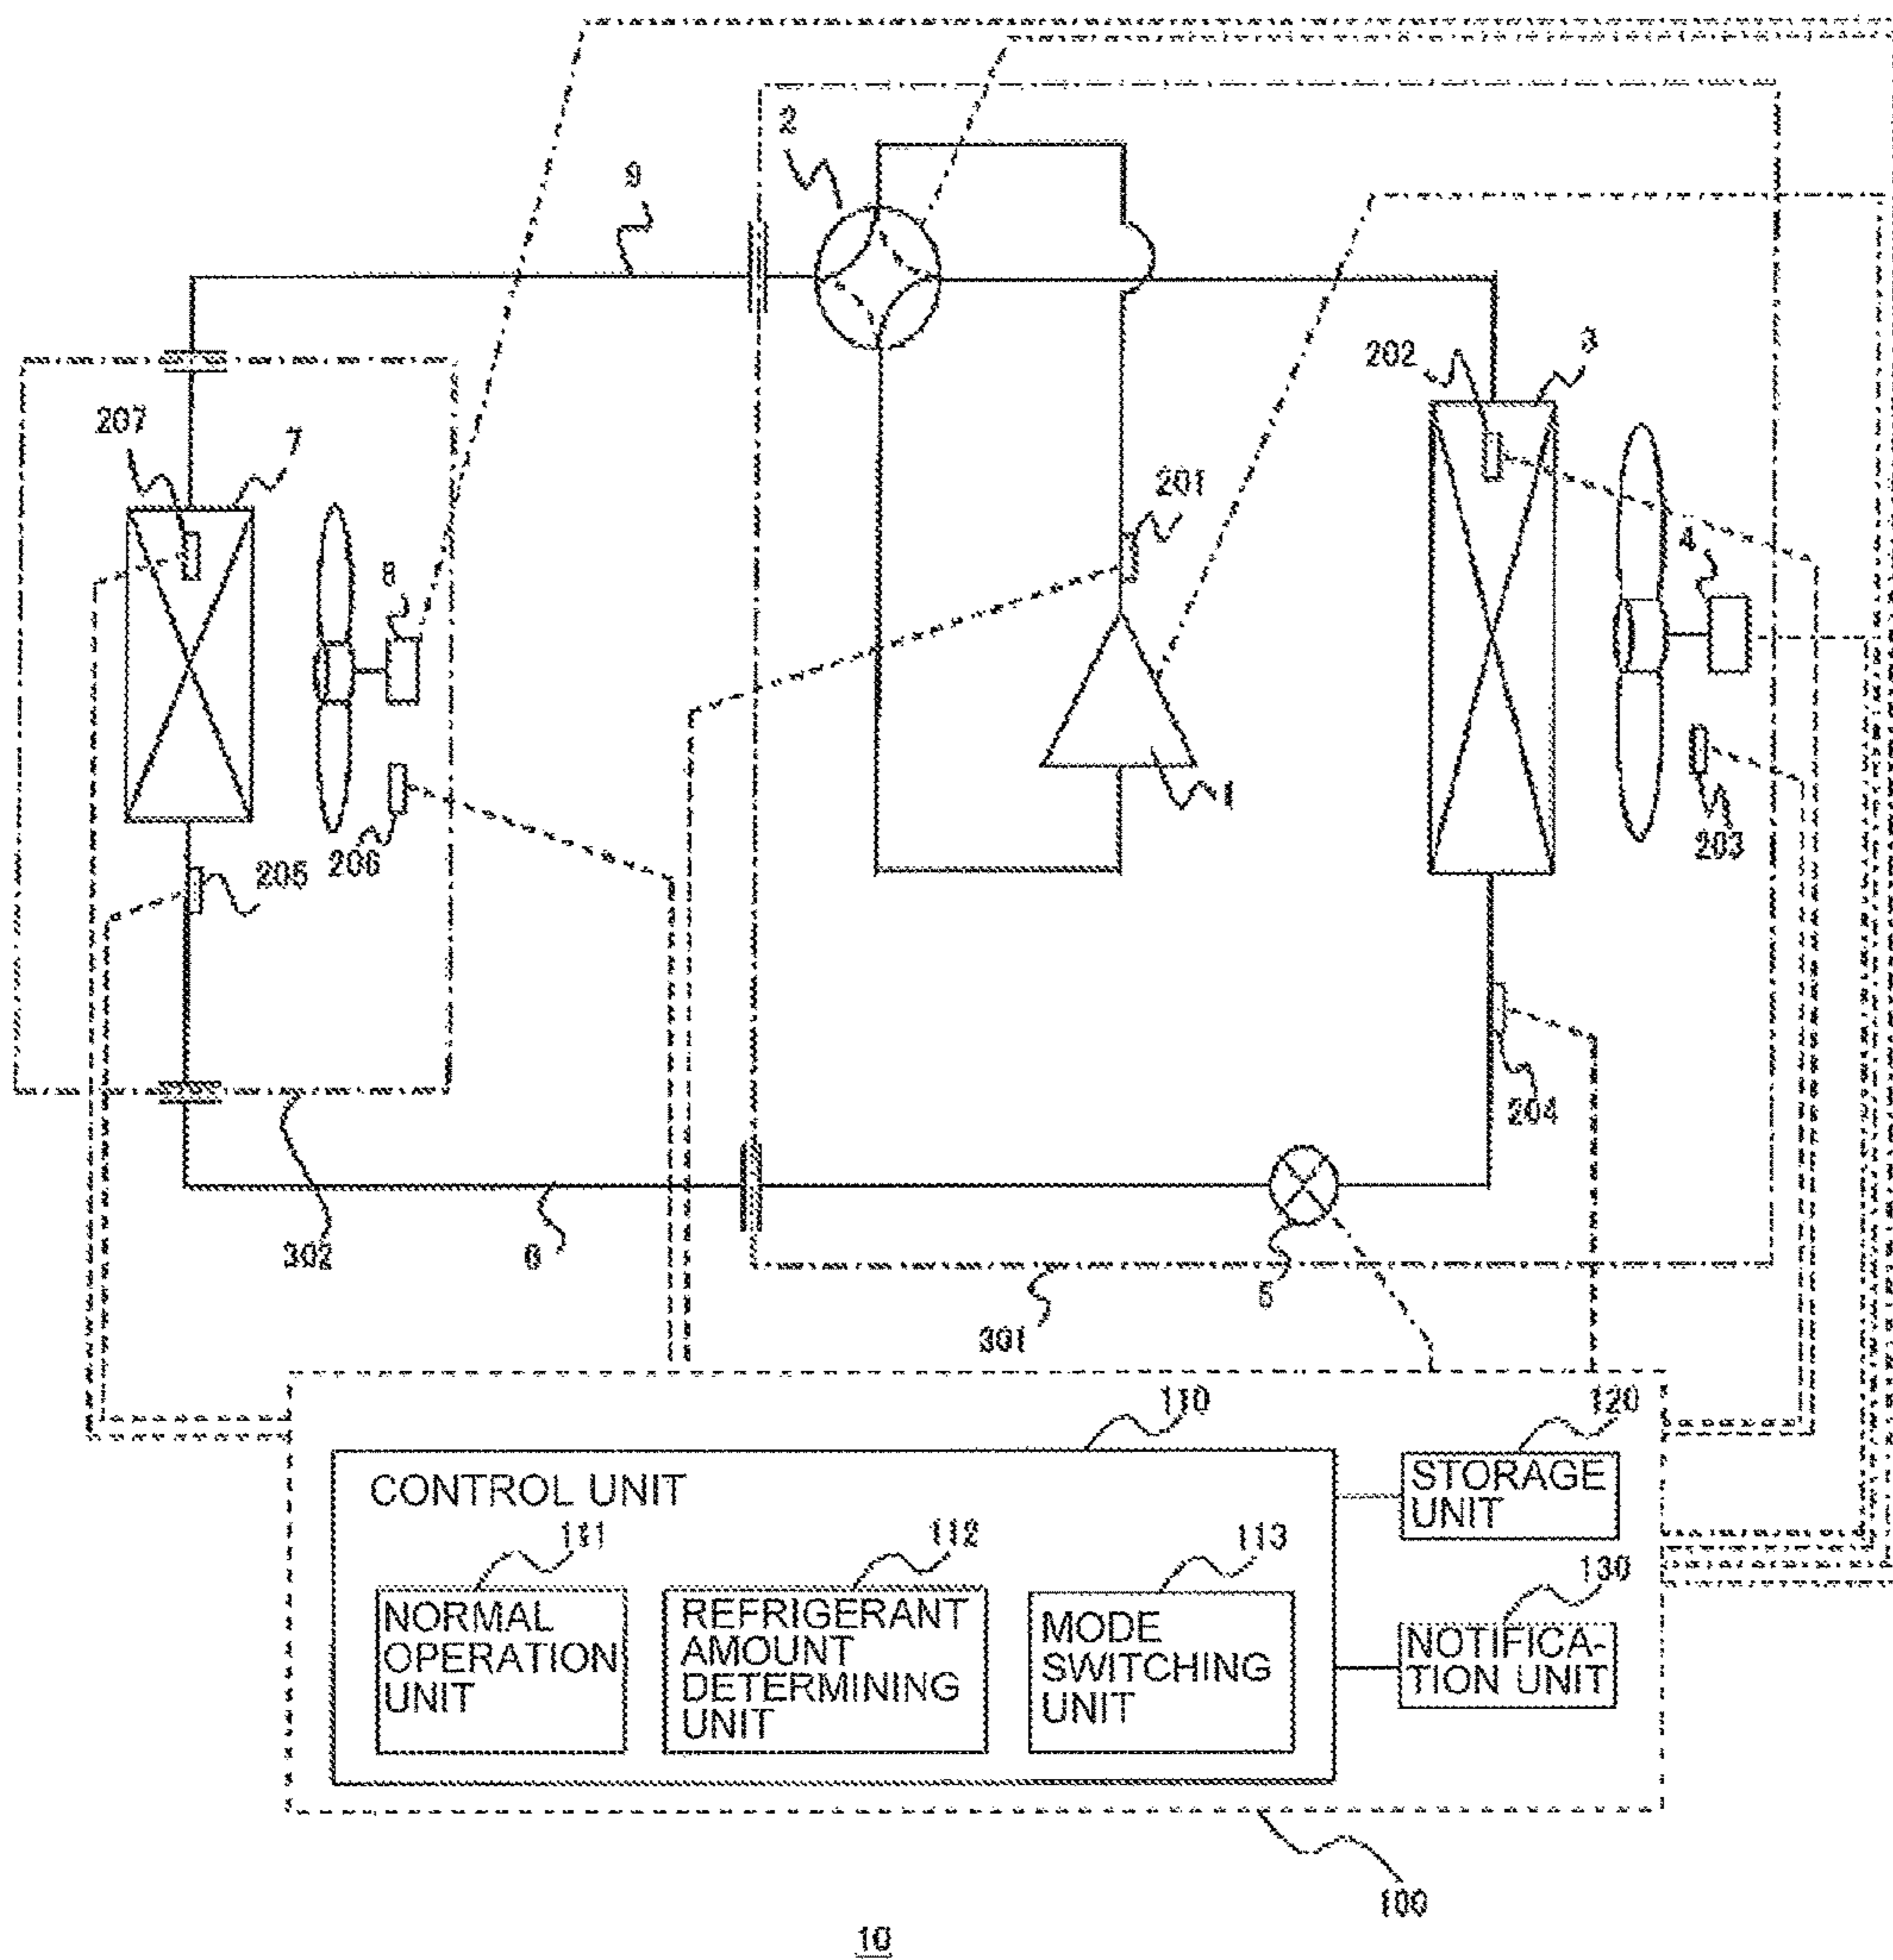 2
9
202
3
207
7
201
4
8
1
203
206
205
204
302
6
5
301
110
120
CONTROL UNIT
STORAGE
UNIT
111
112
113
130
NORMAL
OPERATION
UNIT
REFRIGERANT
AMOUNT
DETERMINING
UNIT
MODE
SWITCHING
UNIT
NOTIFICA-
TION UNIT
100
10